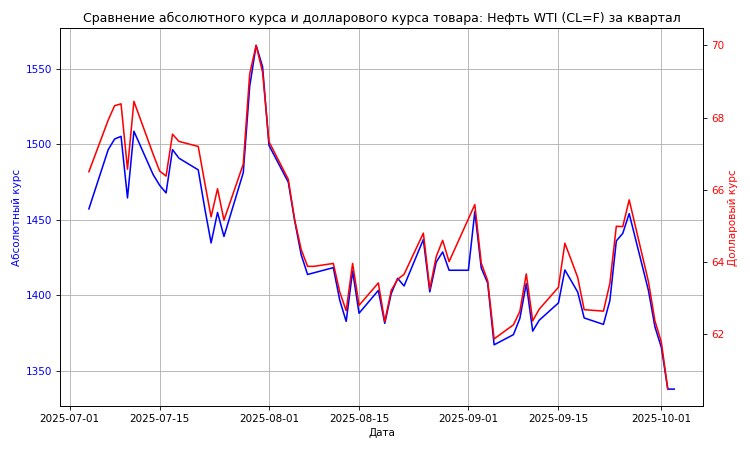 Сравнение абсолютного курса и долларового курса товара: Нефть WTI (CL=F) за квартал
1550
1500
1450
1400
1350
Абсолютный курс
70
68
66
64
62
Долларовый курс
2025-07-01 2025-07-15 2025-08-01 2025-08-15 2025-09-01 2025-09-15 2025-10-01
Дата